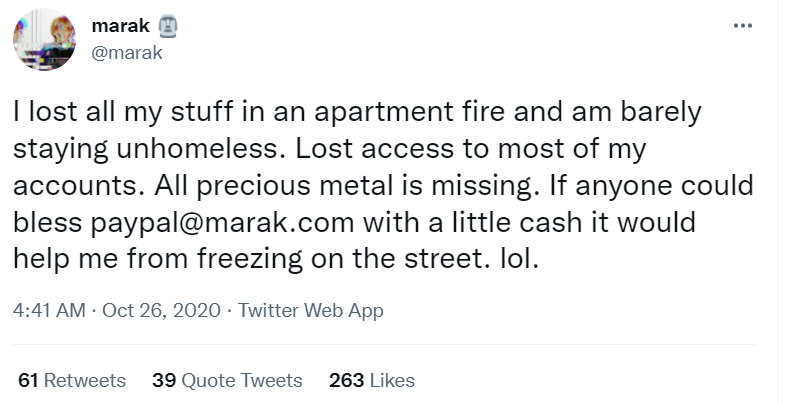 marak 🗿
@marak
I lost all my stuff in an apartment fire and am barely
staying unhomeless. Lost access to most of my
accounts. All precious metal is missing. If anyone could
bless paypal@marak.com with a little cash it would
help me from freezing on the street. lol.
4:41 AM · Oct 26, 2020 · Twitter Web App
61 Retweets 39 Quote Tweets 263 Likes